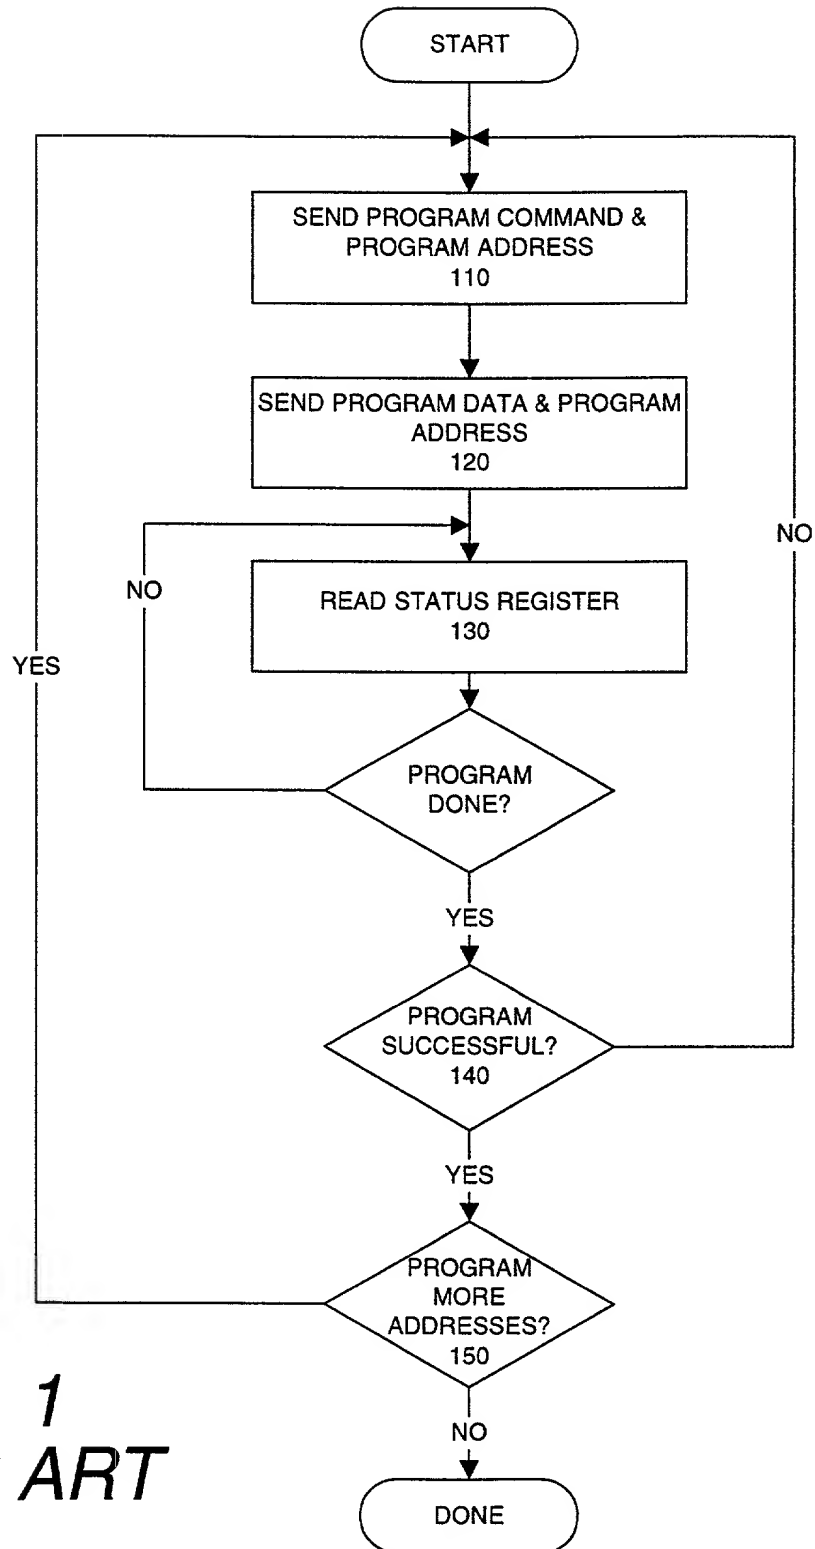 START
SEND PROGRAM COMMAND &
PROGRAM ADDRESS
110
SEND PROGRAM DATA & PROGRAM
ADDRESS
120
NO
NO
READ STATUS REGISTER
130
YES
PROGRAM
DONE?
YES
PROGRAM
SUCCESSFUL?
140
YES
PROGRAM
MORE
ADDRESSES?
150
1
ART
NO
DONE